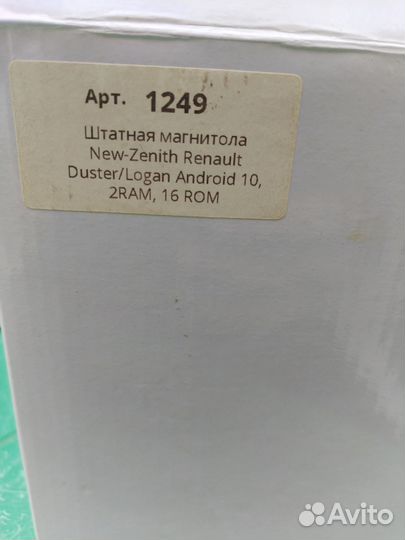 Арт. 1249
Штатная магнитола
New-Zenith Renault
Duster/Logan Android 10,
2RAM, 16 ROM
Avito